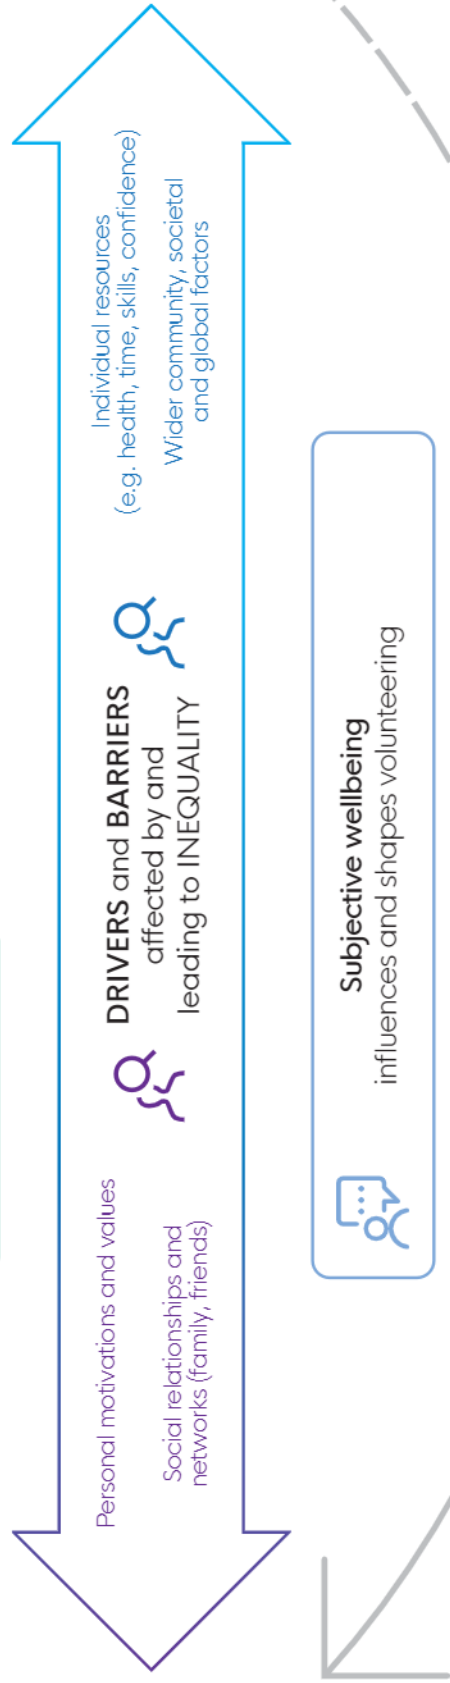 Personal motivations and values
Social relationships and
networks (family, friends)
DRIVERS and BARRIERS
affected by and
leading to INEQUALITY
Individual resources
(e.g. health, time, skills, confidence)
Wider community, societal
and global factors
Subjective wellbeing
influences and shapes volunteering